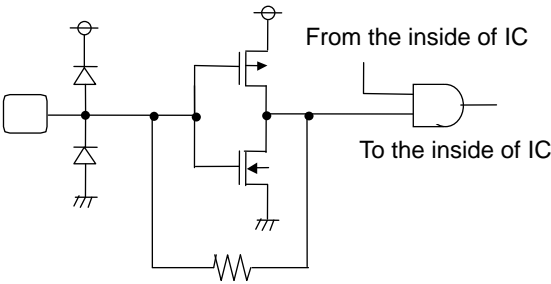 From the inside of IC
To the inside of IC